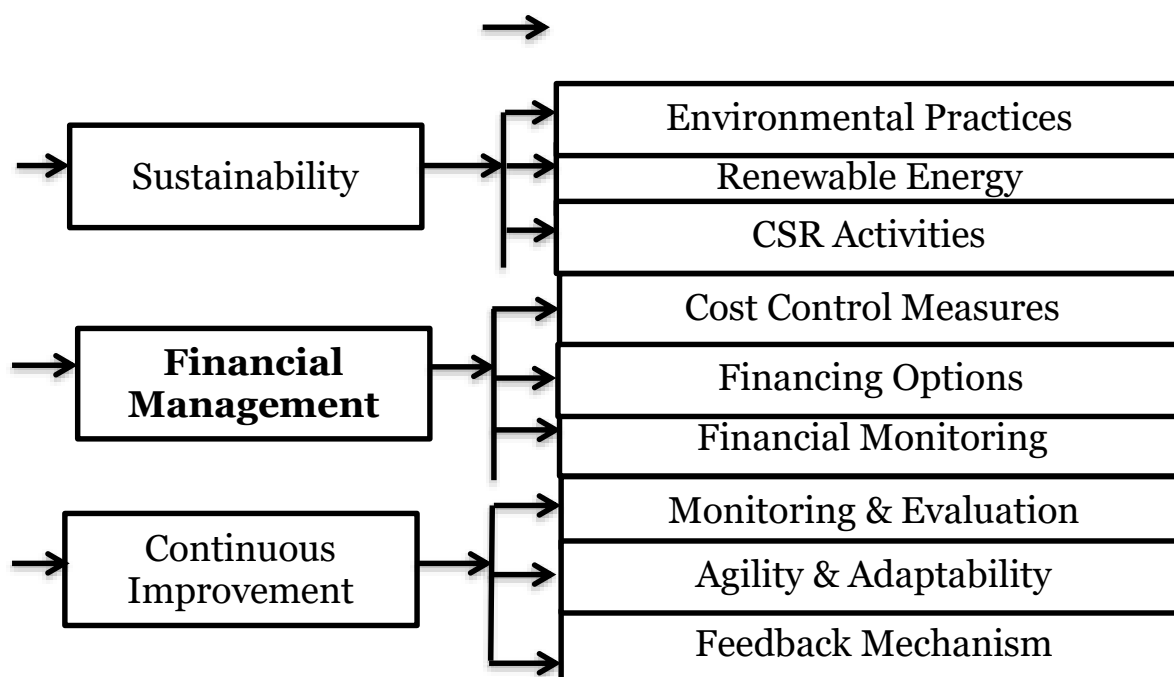 Environmental Practices
Sustainability
Renewable Energy
CSR Activities
Cost Control Measures
Financial
Management
Financing Options
Financial Monitoring
Monitoring & Evaluation
Continuous
Improvement
Agility & Adaptability
Feedback Mechanism